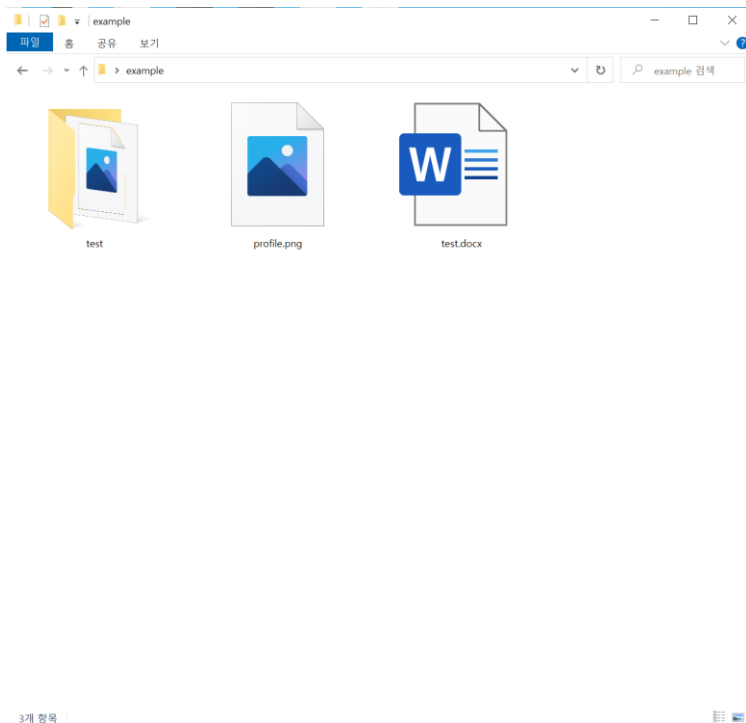 example
파일 홈 공유 보기
example
example 검색
W
test
profile.png
test.docx
3개 항목